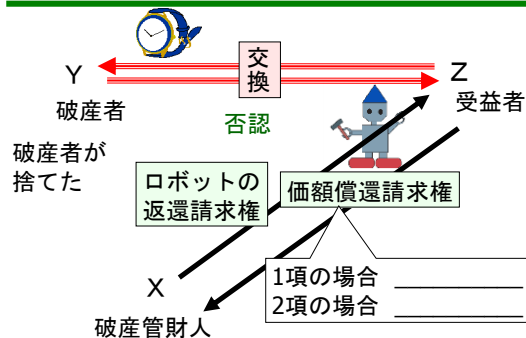 Y
破産者
破産者が
捨てた
交
換
否認
Z
受益者
ロボットの
返還請求権
価額償還請求権
X
破産管財人
1項の場合 __________
2項の場合 __________